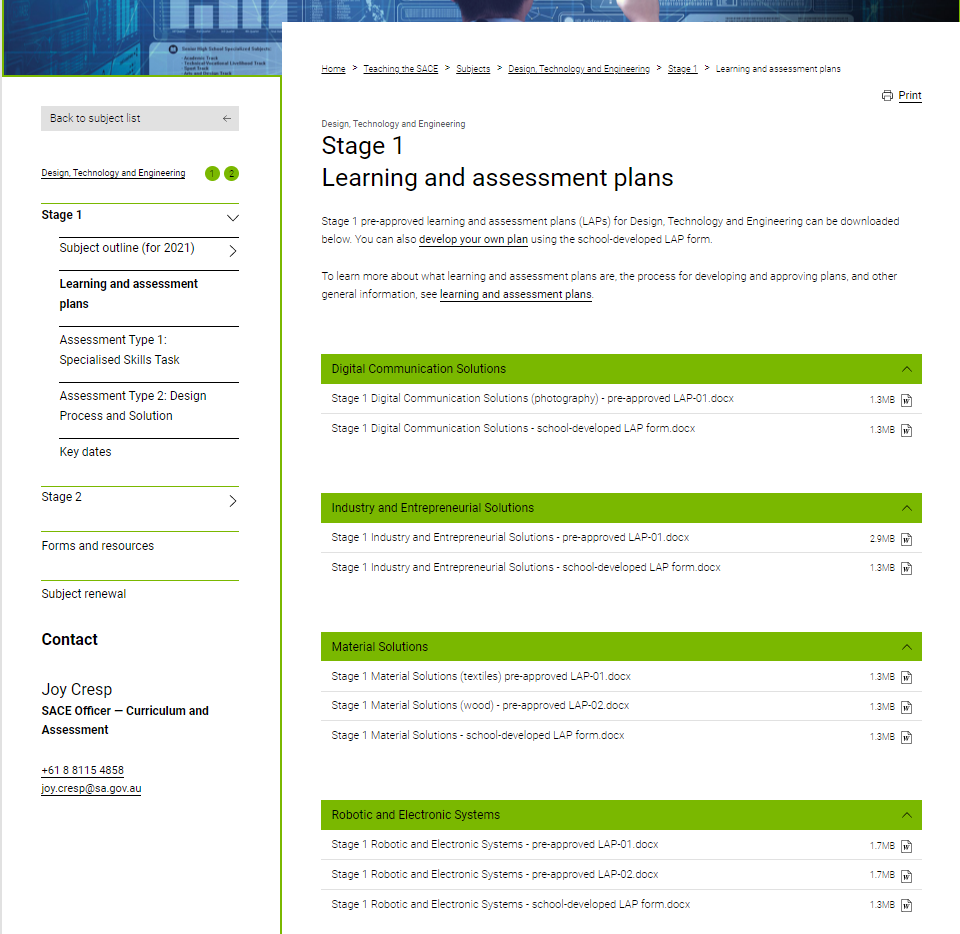 Senior High School Specialized Subjects
Academic Track
Technical Vocational Livelihood Track
Sport Track
Arts and Design Track
Home > Teaching the SACE > Subjects > Design, Technology and Engineering > Stage 1 > Learning and assessment plans
Print
Back to subject list ←
Design, Technology and Engineering 1 2
Stage 1
Subject outline (for 2021)
Learning and assessment
plans
Assessment Type 1:
Specialised Skills Task
Assessment Type 2: Design
Process and Solution
Key dates
Stage 2
Forms and resources
Subject renewal
Contact
Joy Cresp
SACE Officer — Curriculum and
Assessment
+61 8 8115 4858
joy.cresp@sa.gov.au
Design, Technology and Engineering
Stage 1
Learning and assessment plans
Stage 1 pre-approved learning and assessment plans (LAPs) for Design, Technology and Engineering can be downloaded
below. You can also develop your own plan using the school-developed LAP form.
To learn more about what learning and assessment plans are, the process for developing and approving plans, and other
general information, see learning and assessment plans.
Digital Communication Solutions
Stage 1 Digital Communication Solutions (photography) - pre-approved LAP-01.docx 1.3MB
Stage 1 Digital Communication Solutions - school-developed LAP form.docx 1.3MB
Industry and Entrepreneurial Solutions
Stage 1 Industry and Entrepreneurial Solutions - pre-approved LAP-01.docx 2.9MB
Stage 1 Industry and Entrepreneurial Solutions - school-developed LAP form.docx 1.3MB
Material Solutions
Stage 1 Material Solutions (textiles) pre-approved LAP-01.docx 1.3MB
Stage 1 Material Solutions (wood) - pre-approved LAP-02.docx 1.3MB
Stage 1 Material Solutions - school-developed LAP form.docx 1.3MB
Robotic and Electronic Systems
Stage 1 Robotic and Electronic Systems - pre-approved LAP-01.docx 1.7MB
Stage 1 Robotic and Electronic Systems - pre-approved LAP-02.docx 1.7MB
Stage 1 Robotic and Electronic Systems - school-developed LAP form.docx 1.3MB